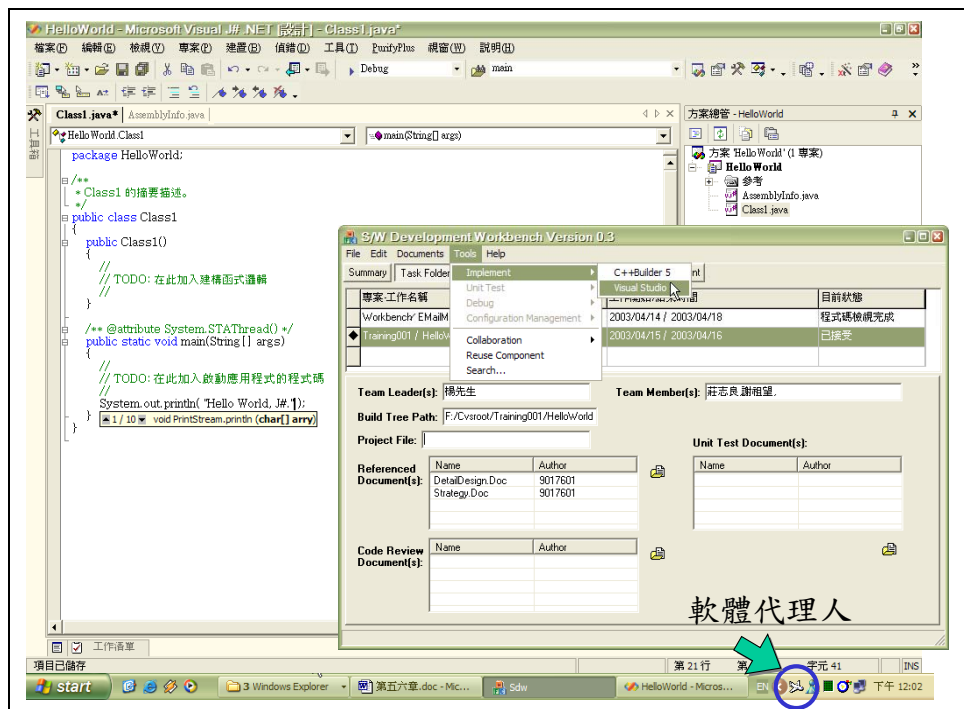 HelloWorld - Microsoft Visual J# .NET [設計] - Class1.java*
檔案(F) 編輯(E) 檢視(V) 專案(P) 建置(B) 偵錯(D) 工具(I) PurifyPlus 視窗(W) 說明(H)
Debug main
Class1.java* AssemblyInfo.java
HelloWorld.Class1 main(String[] args)
工具箱
package HelloWorld;
/**
* Class1 的摘要描述。
*/
public class Class1
{
public Class1()
{
//
// TODO: 在此加入建構函式邏輯
//
}
/** @attribute System.STAThread() */
public static void main(String[] args)
{
//
// TODO: 在此加入啟動應用程式的程式碼
//
System.out.println( "Hello World, J#.");
}
1 / 10 void PrintStream.println (char[] arry)
}
方案總管 - HelloWorld
方案 'HelloWorld' (1 專案)
HelloWorld
參考
AssemblyInfo.java
Class1.java
S/W Development Workbench Version 0.3
File Edit Documents Tools Help
Summary Task Folder
Implement
Unit Test
Debug
Configuration Management
Collaboration
Reuse Component
Search...
C++Builder 5
Visual Studio
專案-工作名稱 目前狀態
Workbench/ EMailM 2003/04/14 / 2003/04/18 程式碼檢視完成
Training001 / HelloW 2003/04/15 / 2003/04/16 已接受
Team Leader(s): 楊先生 Team Member(s): 莊志良,謝祖望,
Build Tree Path: F:/Cvsroot/Training001/HelloWorld
Project File: Unit Test Document(s):
Referenced Document(s):
Name Author
DetailDesign.Doc 9017601
Strategy.Doc 9017601
Name Author
Code Review Document(s):
Name Author
軟體代理人
工作清單
項目已儲存 第 21 行 第 字元 41 INS
start 3 Windows Explorer 第五六章.doc - Mic... Sdw HelloWorld - Micros... EN 下午 12:02